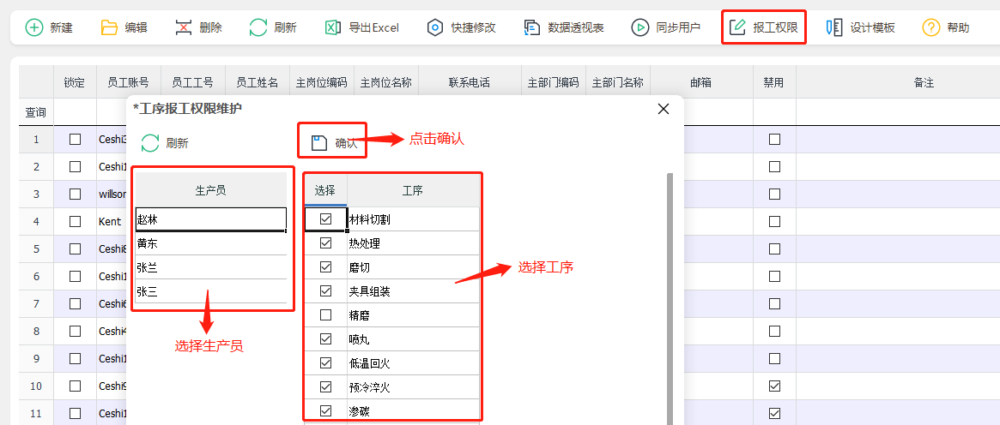 新建 编辑 删除 刷新 导出Excel 快捷修改 数据透视表 同步用户 报工权限 设计模板 帮助
锁定 员工账号 员工工号 员工姓名 主岗位编码 主岗位名称 联系电话 主部门编码 主部门名称 邮箱 禁用 备注
查询
*工序报工权限维护
刷新 确认 点击确认
生产员 选择 工序
1 Ceshi3
2 Ceshi1
3 willson
4 Kent
5 Ceshi8
6 Ceshi1
7 Ceshi6
8 Ceshi4
9 Ceshi1
10 Ceshi9
11 Ceshi1
赵林
黄东
张兰
张三
选择生产员
材料切割
热处理
磨切
夹具组装
精磨
喷丸
低温回火
预冷淬火
渗碳
选择工序